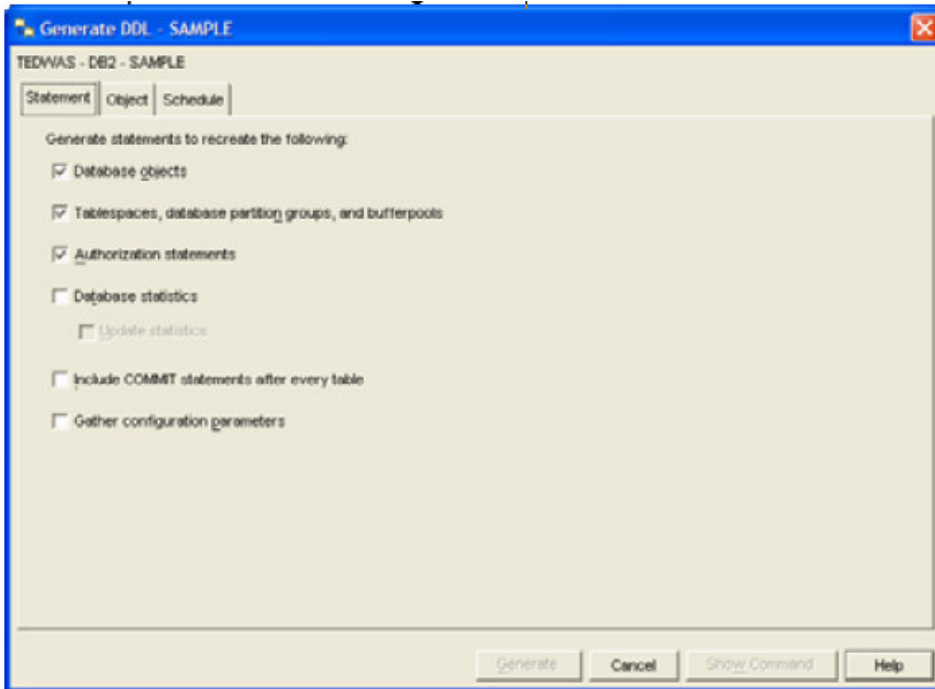 Generate DDL - SAMPLE
TEDWAS - DB2 - SAMPLE
Statement Object Schedule
Generate statements to recreate the following:
Database objects
Tablespaces, database partition groups, and bufferpools
Authorization statements
Database statistics
Update statistics
Include COMMIT statements after every table
Gather configuration parameters
Generate Cancel Show Command Help